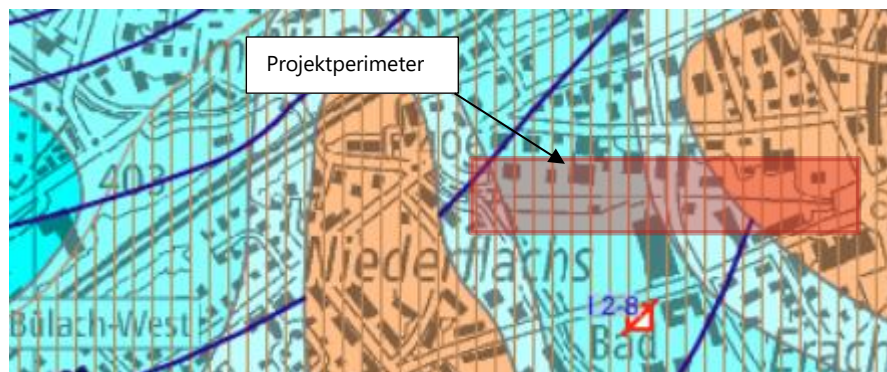 Projektperimeter
403
Niederflachs
I 2-8
Bülach-West
Bad